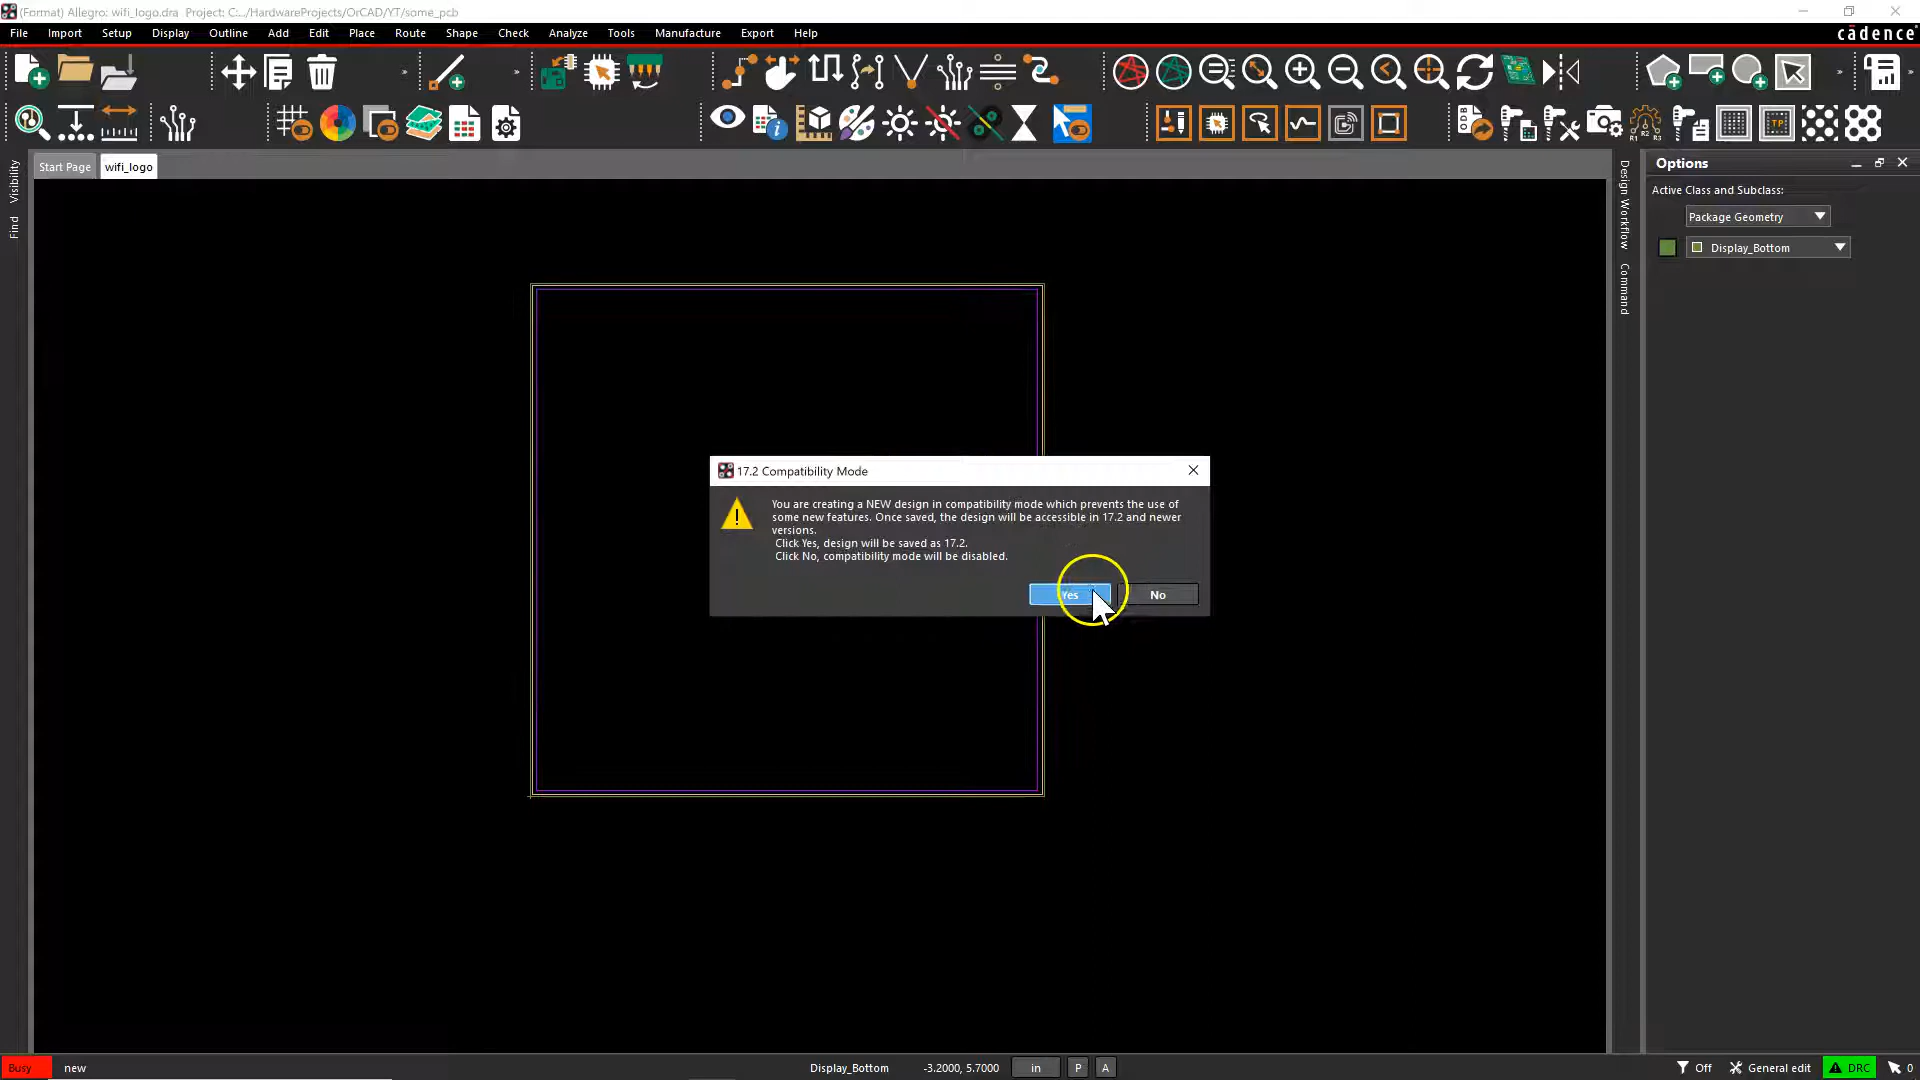 (Format) Allegro: wifi_logo.dra  Project: C:.../HardwareProjects/OrCAD/YT/some_pcb
File Import Setup Display Outline Add Edit Place Route Shape Check Analyze Tools Manufacture Export Help
cādence
Start Page wifi_logo
Visibility
Find
Design Workflow
Command
Options
Active Class and Subclass:
Package Geometry
Display_Bottom
17.2 Compatibility Mode
You are creating a NEW design in compatibility mode which prevents the use of
some new features. Once saved, the design will be accessible in 17.2 and newer
versions.
Click Yes, design will be saved as 17.2.
Click No, compatibility mode will be disabled.
Yes No
Busy new Display_Bottom -3.2000, 5.7000 in P A Off General edit DRC 0